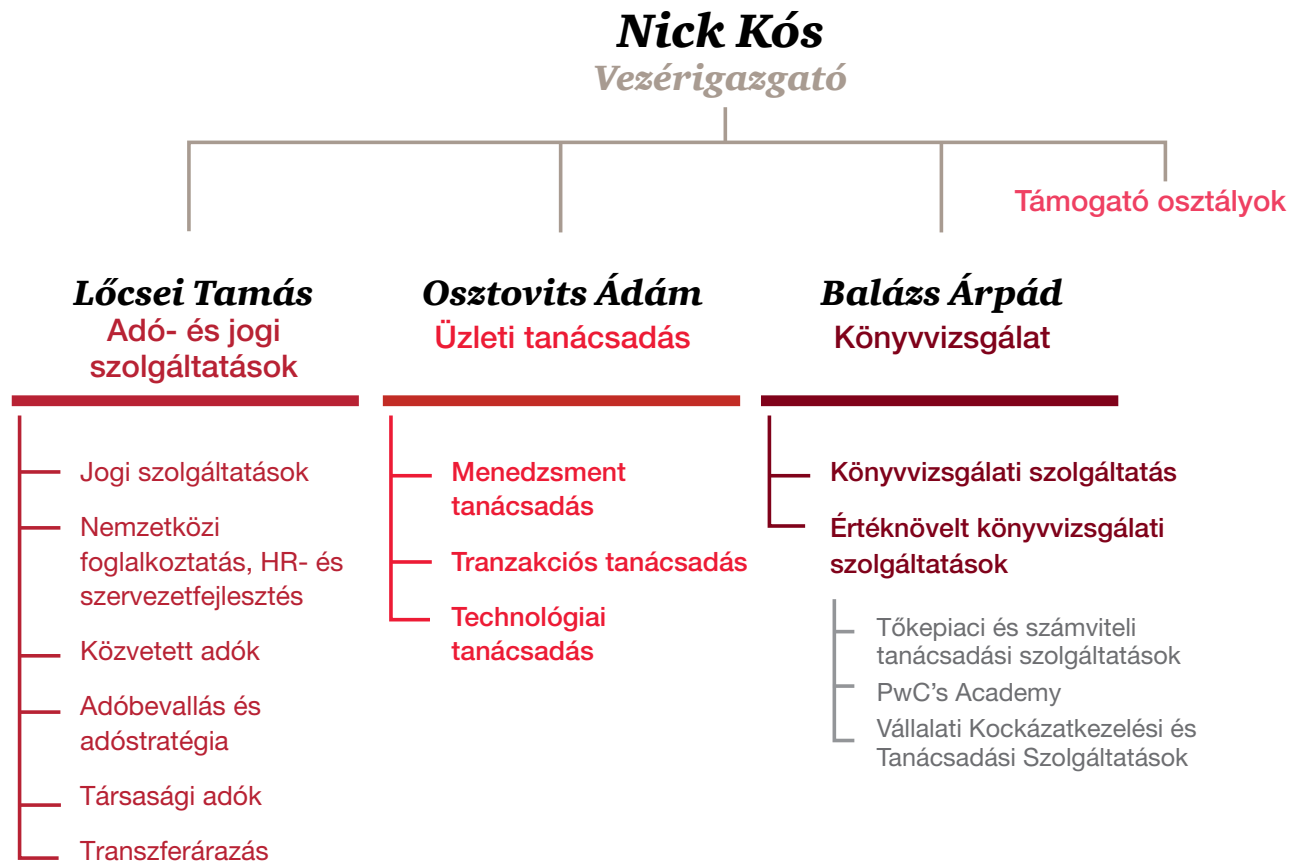 Nick Kós
Vezérigazgató
Támogató osztályok
Lőcsei Tamás
Adó- és jogi
szolgáltatások
Jogi szolgáltatások
Nemzetközi
foglalkoztatás, HR- és
szervezetfejlesztés
Közvetett adók
Adóbevallás és
adóstratégia
Társasági adók
Transzferárazás
Osztovits Ádám
Üzleti tanácsadás
Menedzsment
tanácsadás
Tranzakciós tanácsadás
Technológiai
tanácsadás
Balázs Árpád
Könyvvizsgálat
Könyvvizsgálati szolgáltatás
Értéknövelt könyvvizsgálati
szolgáltatások
Tőkepiaci és számviteli
tanácsadási szolgáltatások
PwC's Academy
Vállalati Kockázatkezelési és
Tanácsadási Szolgáltatások